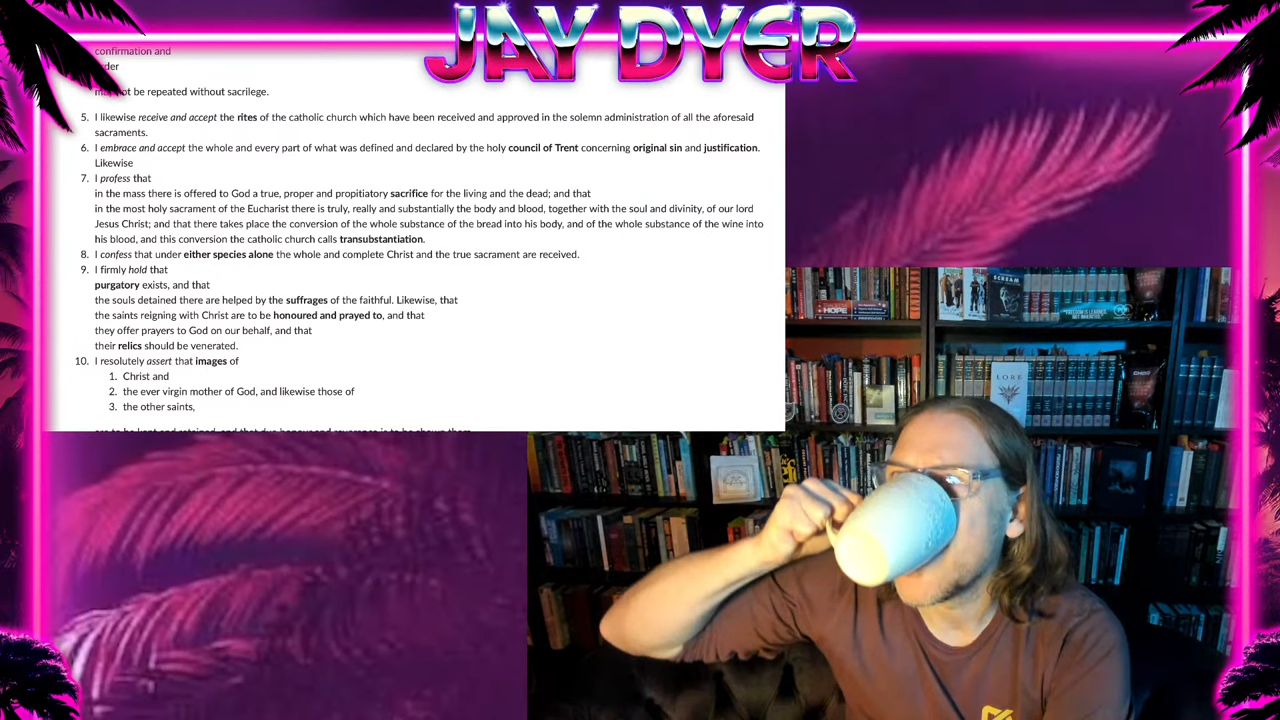 JAY DYER
confirmation and
be repeated without sacrilege.
5. I likewise receive and accept the rites of the catholic church which have been received and approved in the solemn administration of all the aforesaid
sacraments.
6. I embrace and accept the whole and every part of what was defined and declared by the holy council of Trent concerning original sin and justification.
Likewise
7. I profess that
in the mass there is offered to God a true, proper and propitiatory sacrifice for the living and the dead; and that
in the most holy sacrament of the Eucharist there is truly, really and substantially the body and blood, together with the soul and divinity, of our lord
Jesus Christ; and that there takes place the conversion of the whole substance of the bread into his body, and of the whole substance of the wine into
his blood, and this conversion the catholic church calls transubstantiation.
8. I confess that under either species alone the whole and complete Christ and the true sacrament are received.
9. I firmly hold that
purgatory exists, and that
the souls detained there are helped by the suffrages of the faithful. Likewise, that
the saints reigning with Christ are to be honoured and prayed to, and that
they offer prayers to God on our behalf, and that
their relics should be venerated.
10. I resolutely assert that images of
1. Christ and
2. the ever virgin mother of God, and likewise those of
3. the other saints,
SCREAM
HOPE
LORE